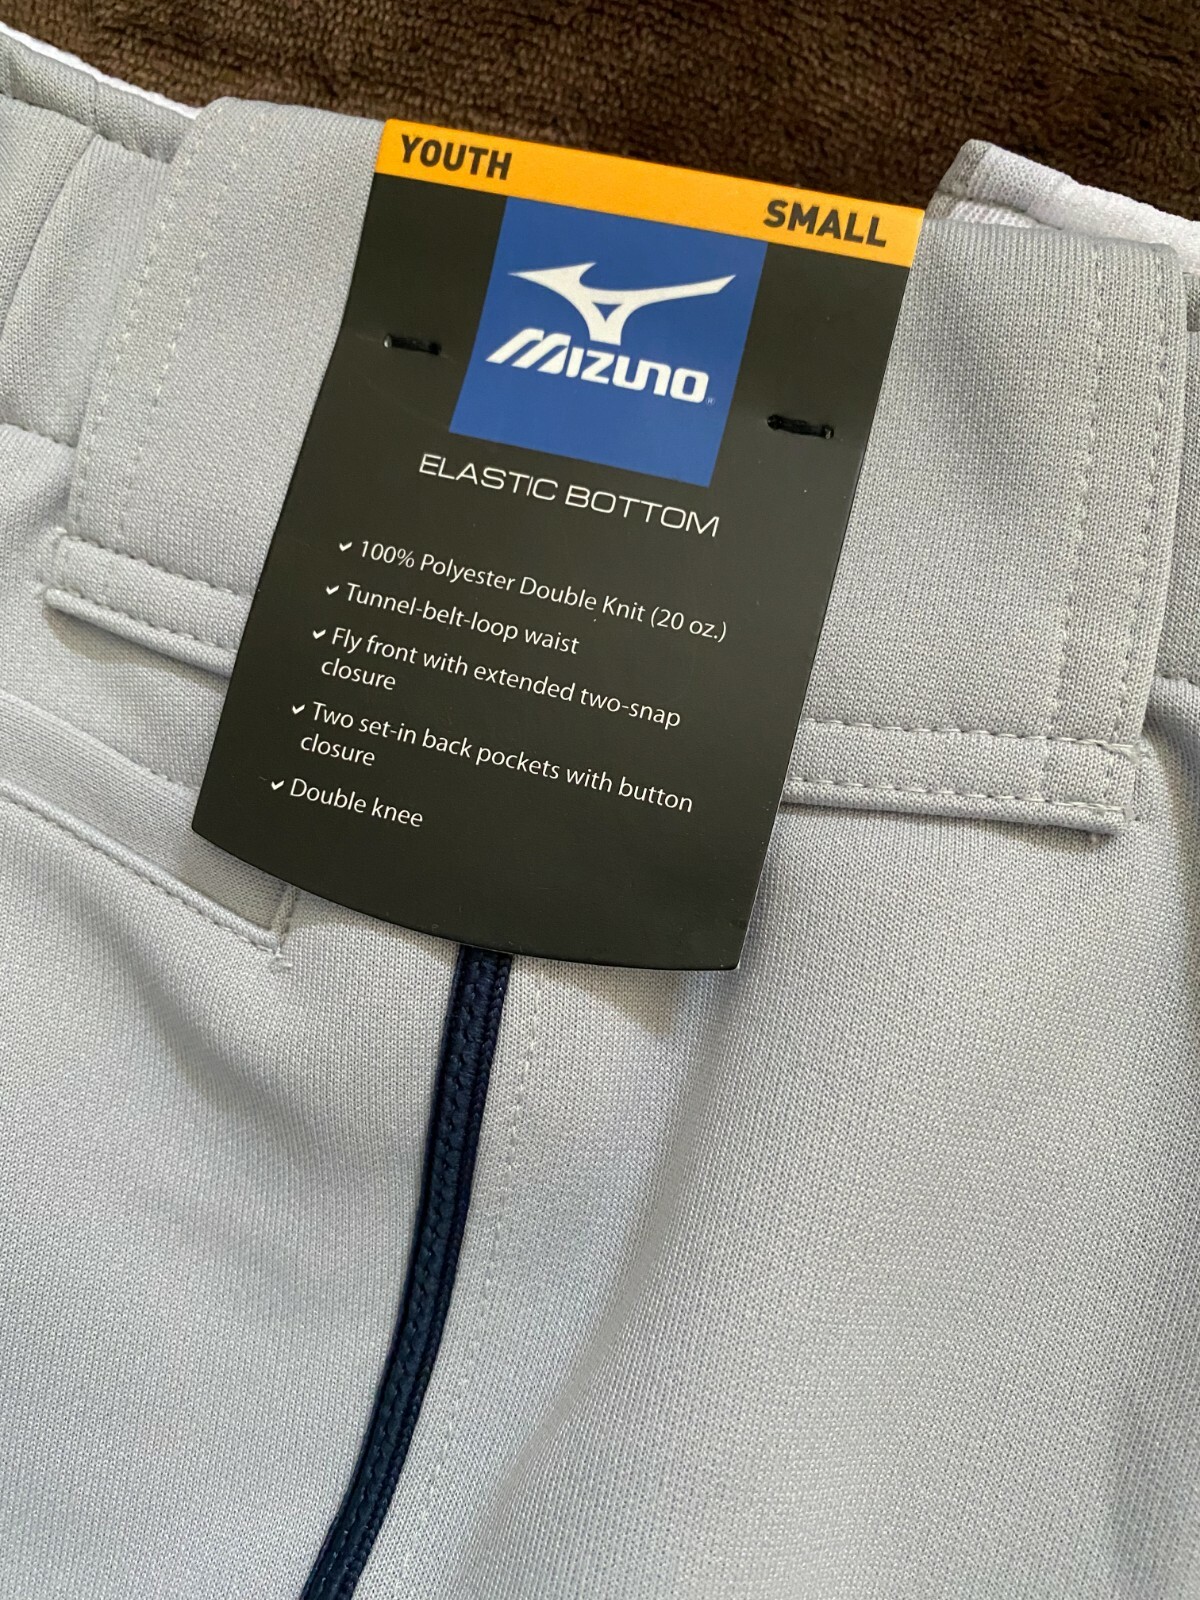 YOUTH
SMALL
MIZUNO®
ELASTIC BOTTOM
✓ 100% Polyester Double Knit (20 oz.)
✓ Tunnel-belt-loop waist
✓ Fly front with extended two-snap
closure
✓ Two set-in back pockets with button
closure
✓ Double knee